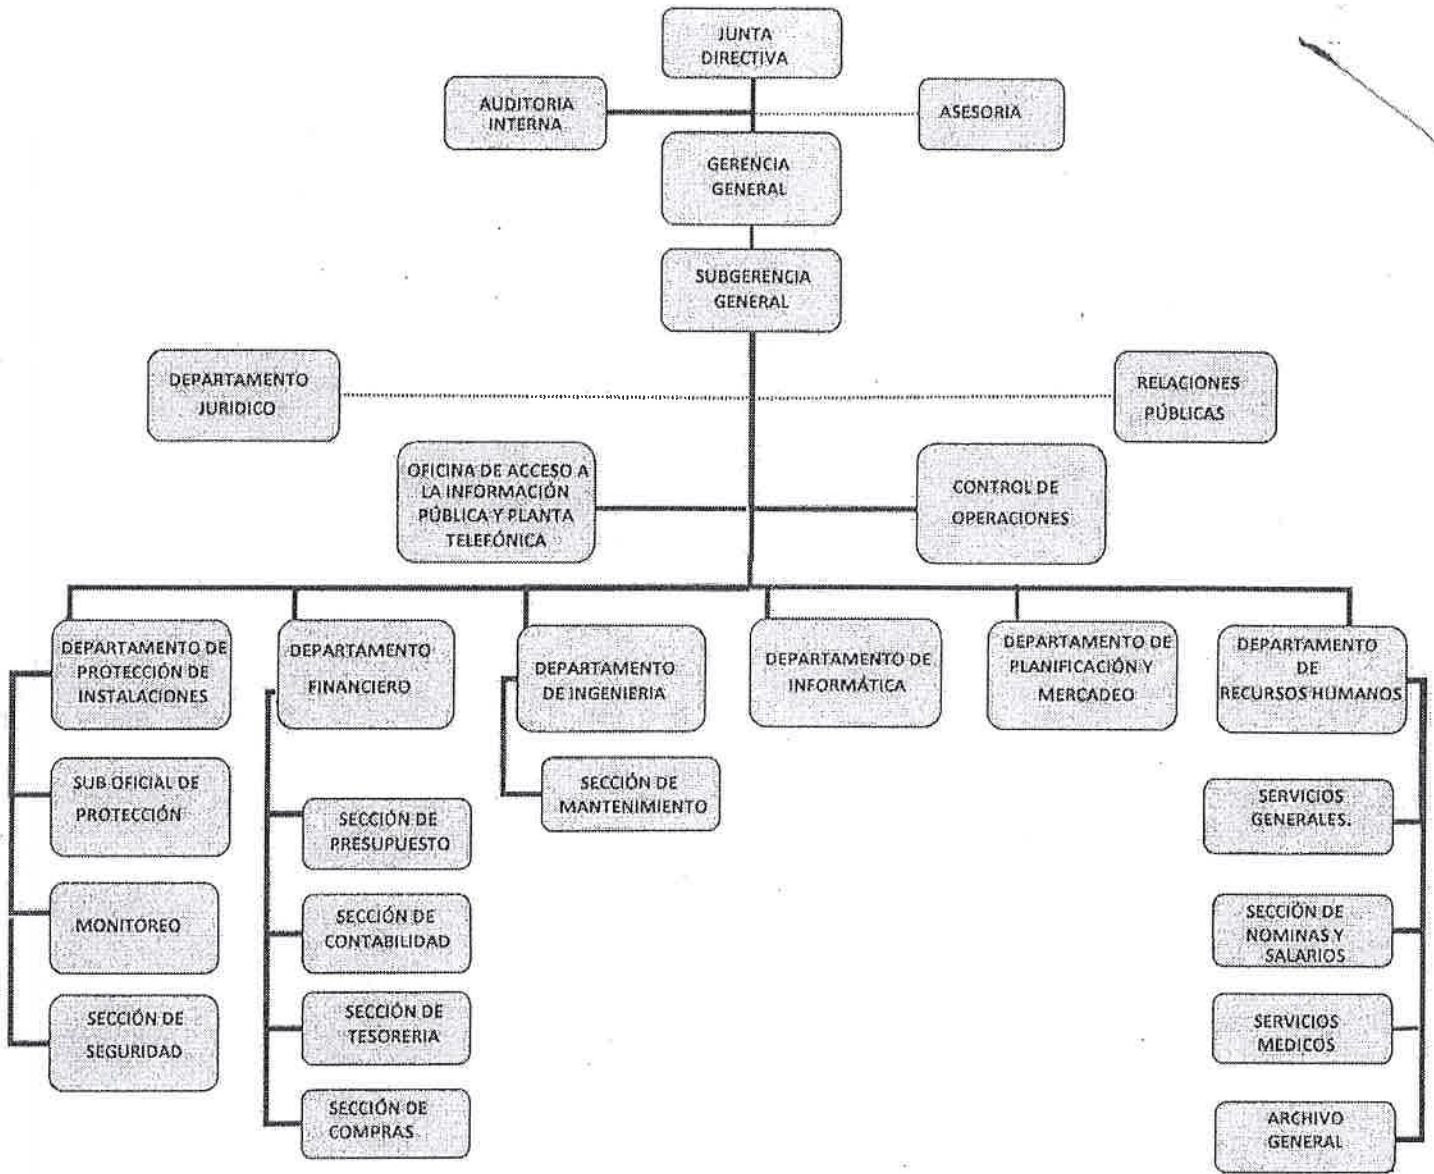 JUNTA
DIRECTIVA
AUDITORIA
INTERNA
ASESORIA
GERENCIA
GENERAL
SUBGERENCIA
GENERAL
DEPARTAMENTO
JURIDICO
RELACIONES
PÚBLICAS
OFICINA DE ACCESO A
LA INFORMACIÓN
PÚBLICA Y PLANTA
TELEFÓNICA
CONTROL DE
OPERACIONES
DEPARTAMENTO DE
PROTECCIÓN DE
INSTALACIONES
DEPARTAMENTO
FINANCIERO
DEPARTAMENTO
DE INGENIERIA
DEPARTAMENTO DE
INFORMÁTICA
DEPARTAMENTO DE
PLANIFICACIÓN Y
MERCADEO
DEPARTAMENTO
DE
RECURSOS HUMANOS
SUB OFICIAL DE
PROTECCIÓN
MONITOREO
SECCIÓN DE
SEGURIDAD
SECCIÓN DE
PRESUPUESTO
SECCIÓN DE
CONTABILIDAD
SECCIÓN DE
TESORERIA
SECCIÓN DE
COMPRAS
SECCIÓN DE
MANTENIMIENTO
SERVICIOS
GENERALES.
SECCIÓN DE
NOMINAS Y
SALARIOS
SERVICIOS
MEDICOS
ARCHIVO
GENERAL